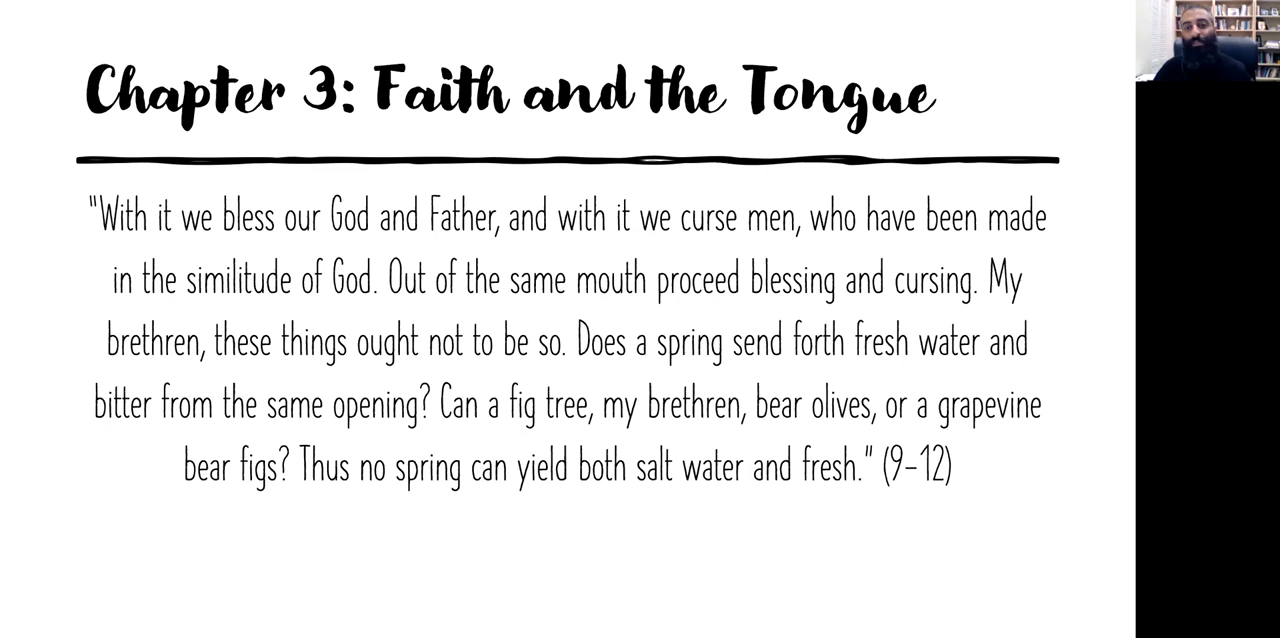 Chapter 3: Faith and the Tongue
"With it we bless our God and Father, and with it we curse men, who have been made
in the similitude of God. Out of the same mouth proceed blessing and cursing. My
brethren, these things ought not to be so. Does a spring send forth fresh water and
bitter from the same opening? Can a fig tree, my brethren, bear olives, or a grapevine
bear figs? Thus no spring can yield both salt water and fresh." (9-12)